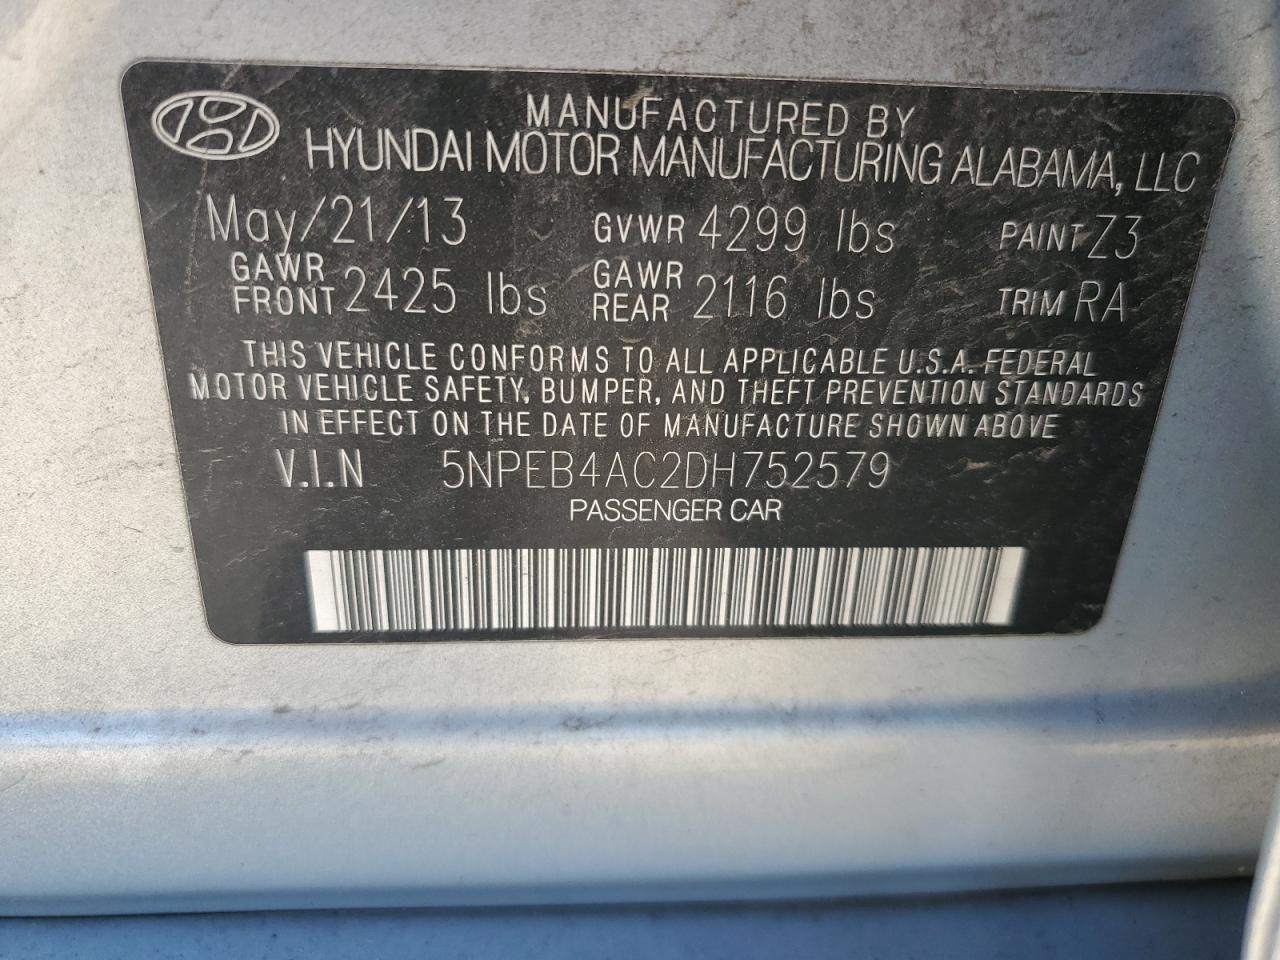 MANUFACTURED BY
HYUNDAI MOTOR MANUFACTURING ALABAMA, LLC
May/21/13 GVWR 4299 lbs PAINT Z3
GAWR FRONT 2425 lbs GAWR REAR 2116 lbs TRIM RA
THIS VEHICLE CONFORMS TO ALL APPLICABLE U.S.A. FEDERAL
MOTOR VEHICLE SAFETY, BUMPER, AND THEFT PREVENTION STANDARDS
IN EFFECT ON THE DATE OF MANUFACTURE SHOWN ABOVE
V.I.N 5NPEB4AC2DH752579
PASSENGER CAR